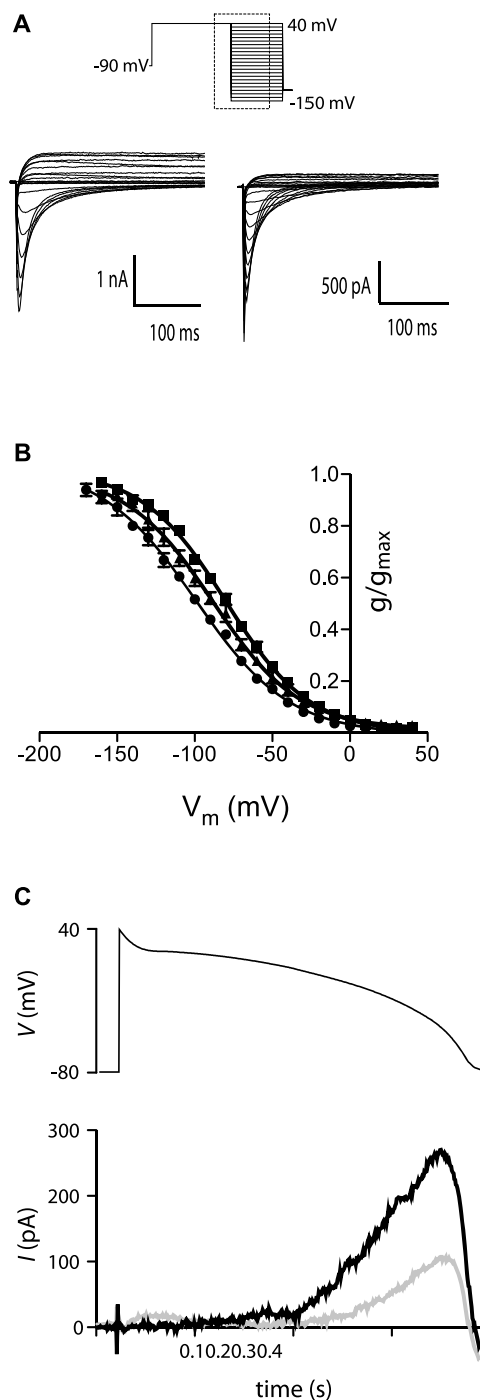 A
40 mV
-90 mV
-150 mV
1 nA
100 ms
500 pA
100 ms
B
1.0
0.8
0.6
0.4
0.2
g/gmax
-200 -150 -100 -50 0 50
Vm (mV)
C
40
V (mV)
-80
300
200
100
0
I (pA)
0.10.20.30.4
time (s)